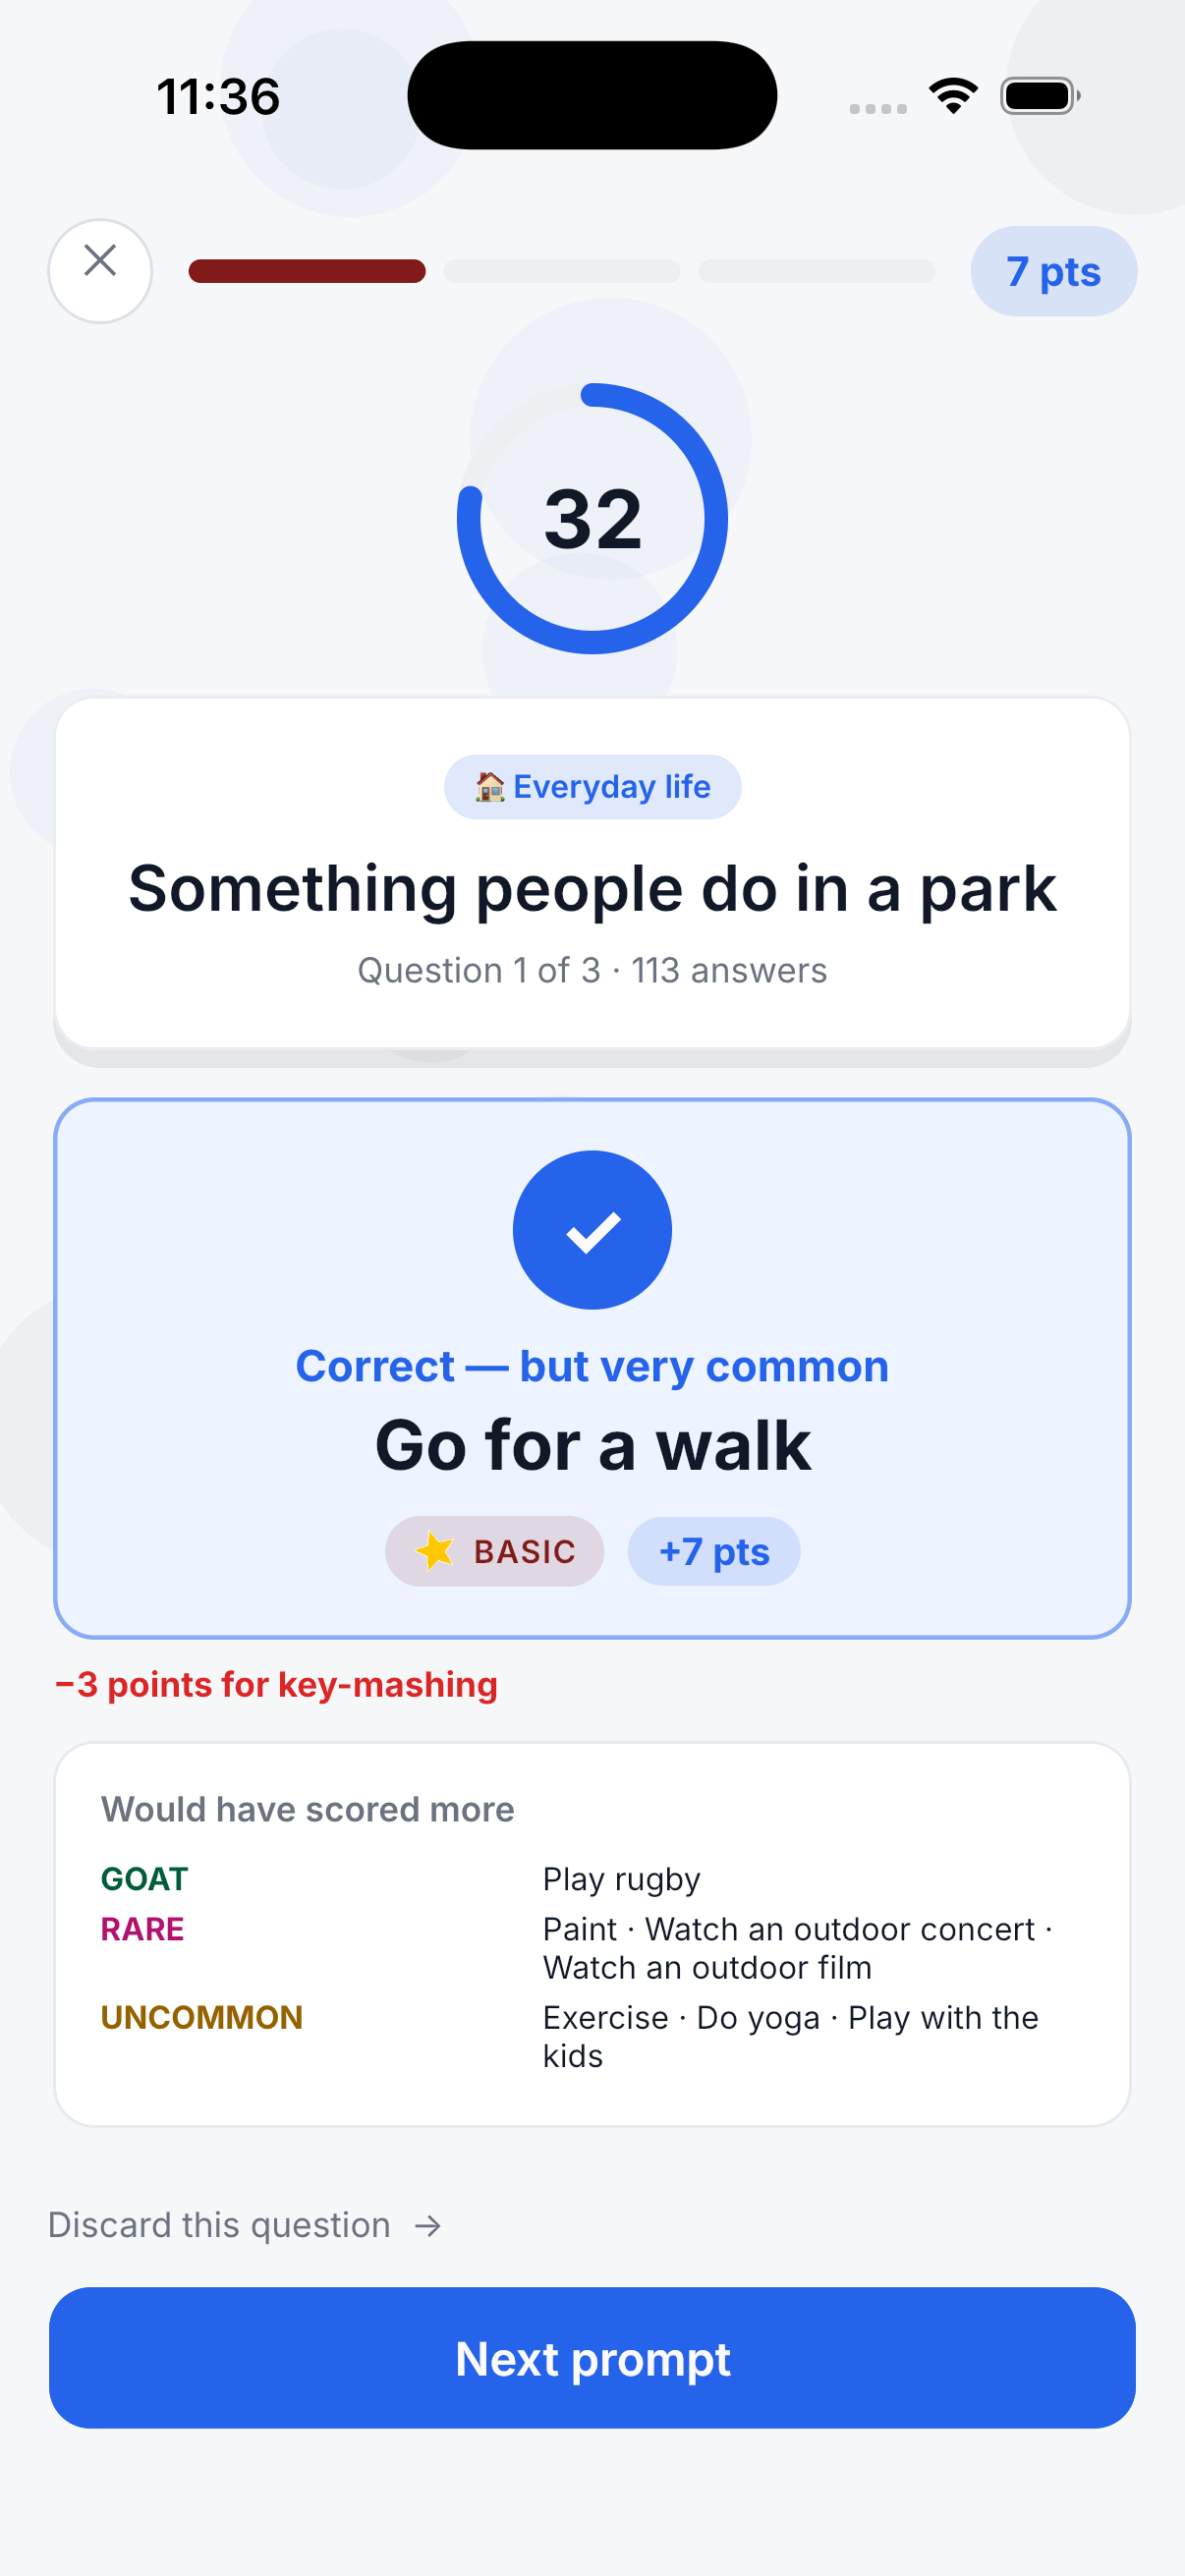 11:36
7 pts
32
🏠 Everyday life
Something people do in a park
Question 1 of 3 · 113 answers
Correct — but very common
Go for a walk
⭐ BASIC +7 pts
−3 points for key-mashing
Would have scored more
GOAT Play rugby
RARE Paint · Watch an outdoor concert ·
Watch an outdoor film
UNCOMMON Exercise · Do yoga · Play with the
kids
Discard this question →
Next prompt